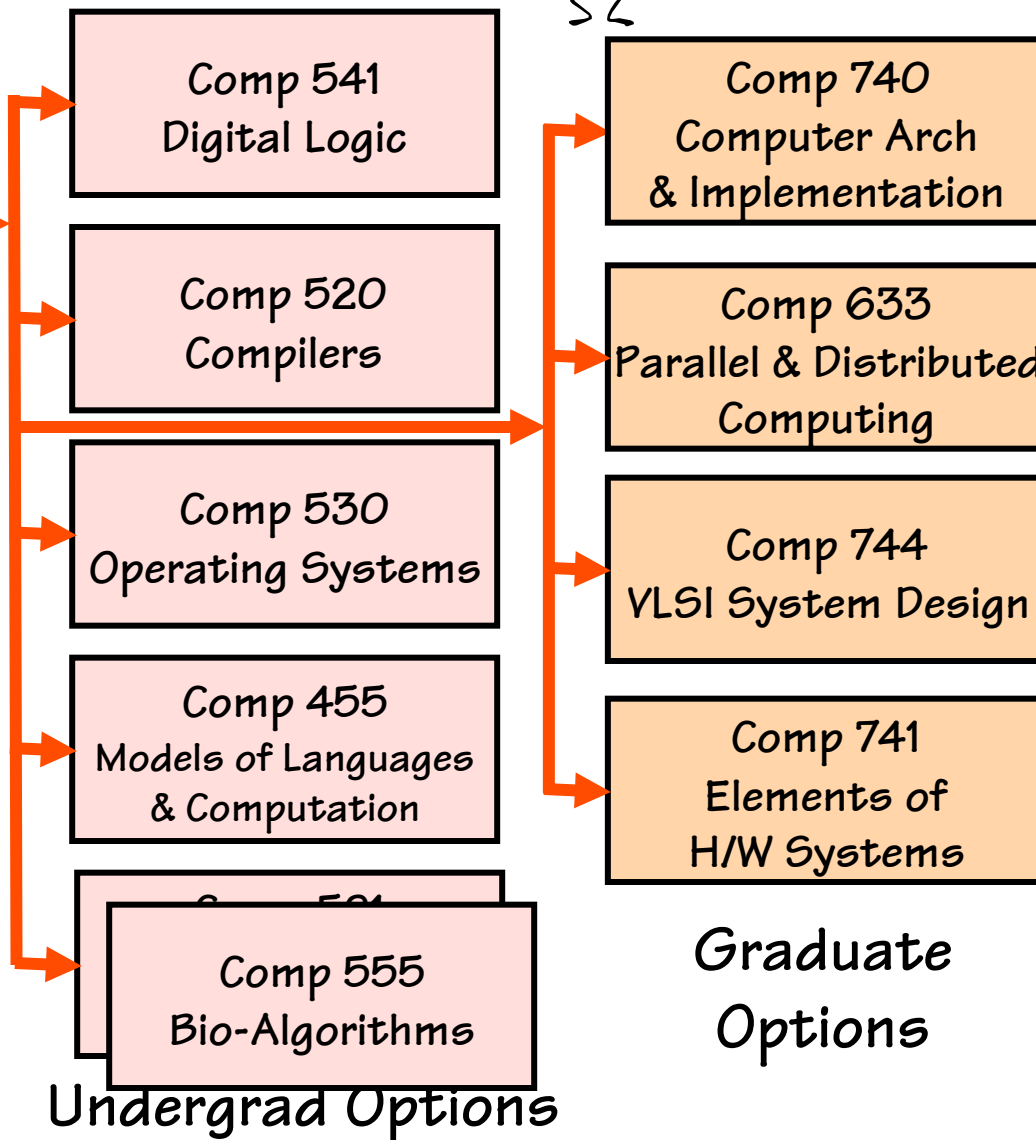 Comp 541
Digital Logic
Comp 520
Compilers
Comp 530
Operating Systems
Comp 455
Models of Languages
& Computation
Comp 555
Bio-Algorithms
Undergrad Options
Comp 740
Computer Arch
& Implementation
Comp 633
Parallel & Distributed
Computing
Comp 744
VLSI System Design
Comp 741
Elements of
H/W Systems
Graduate
Options